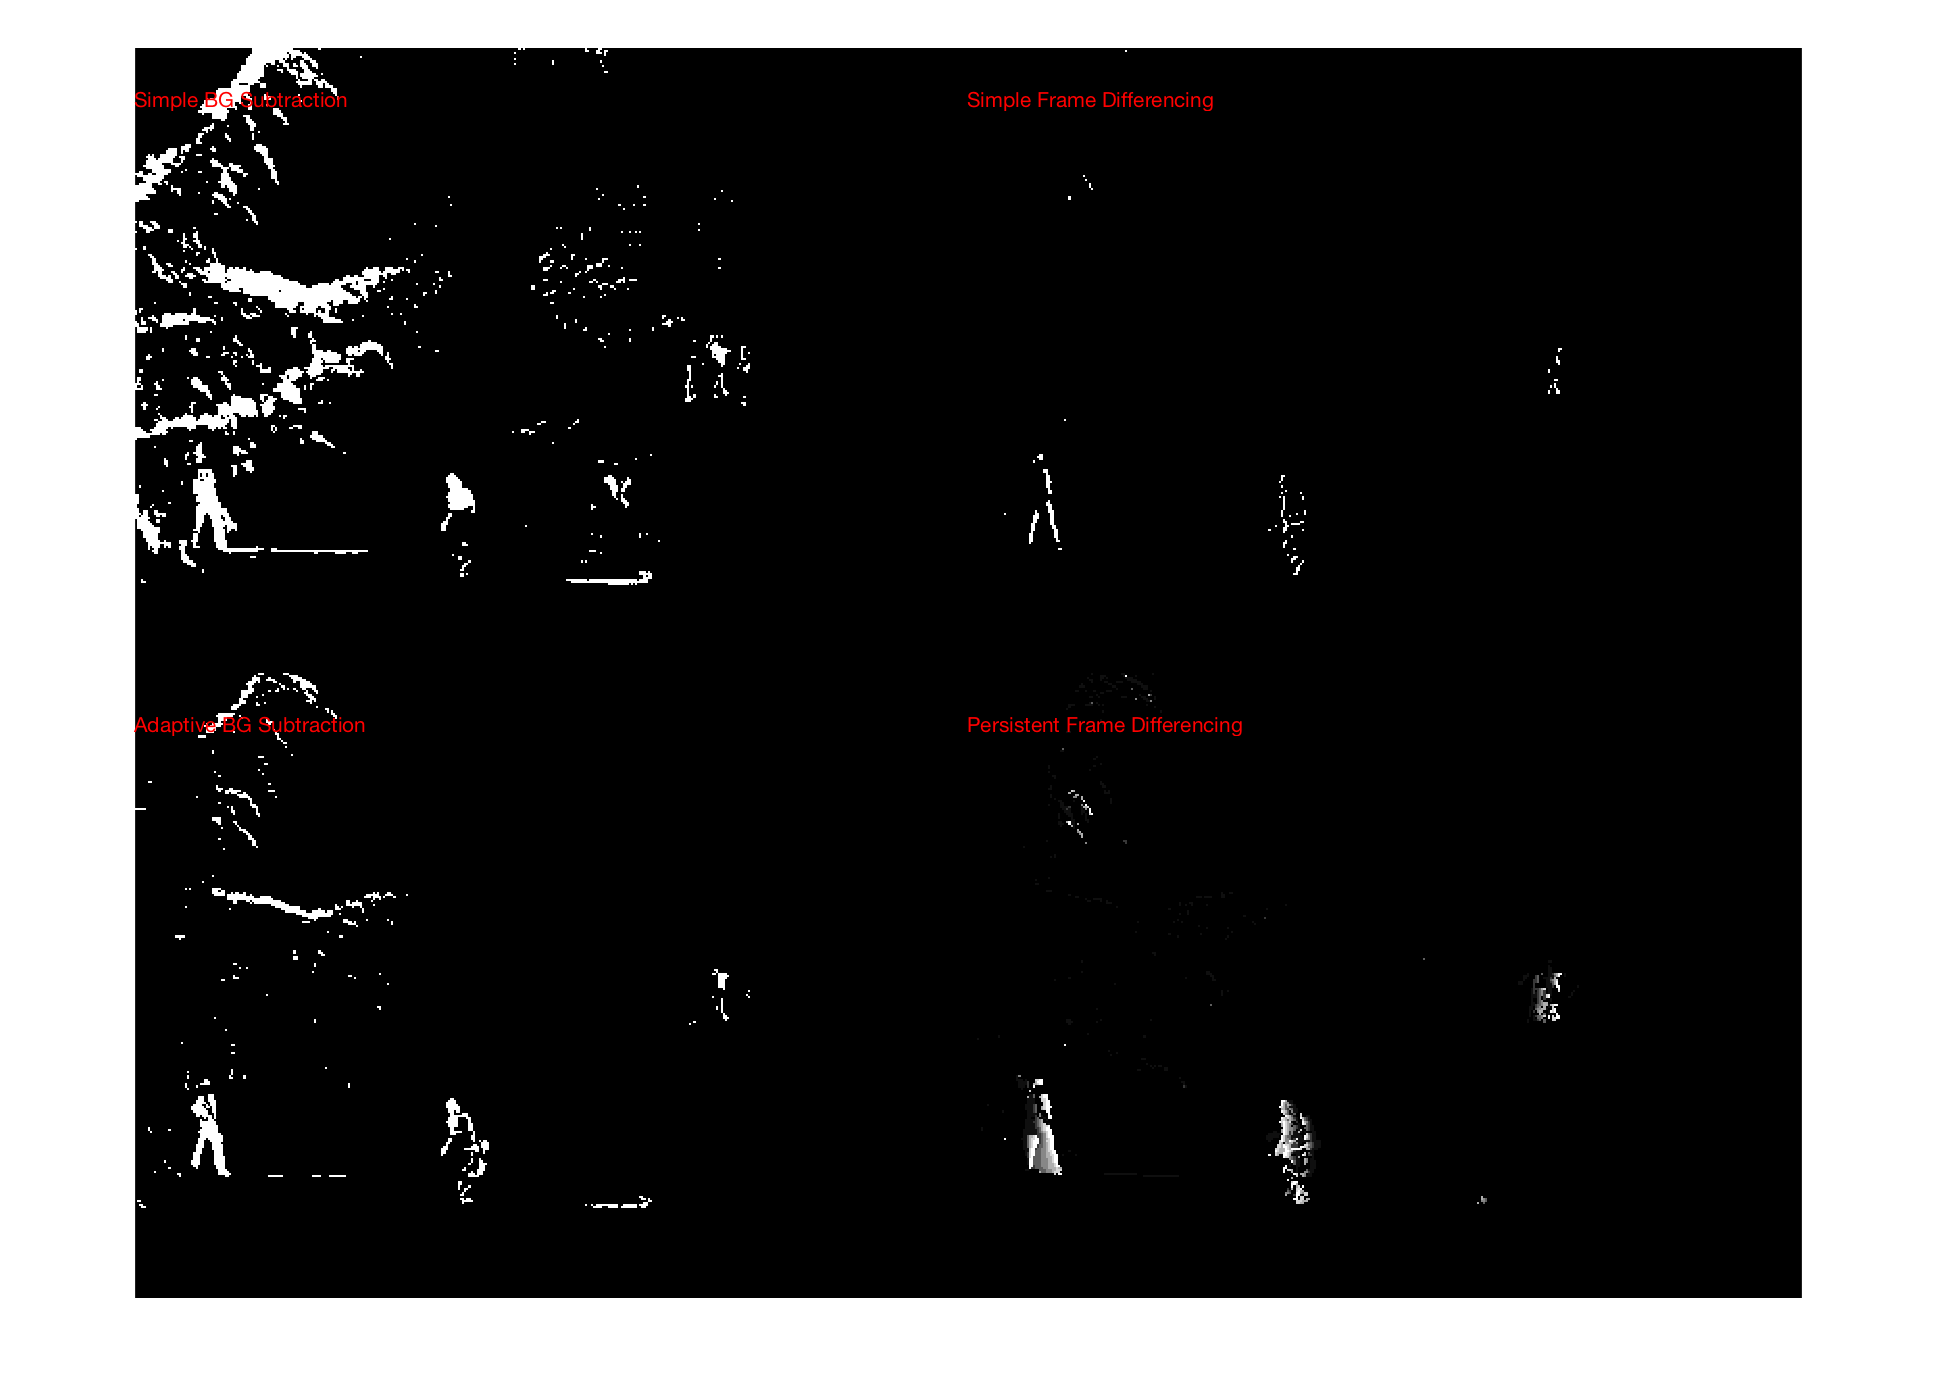 Simple BG Subtraction
Simple Frame Differencing
Adaptive BG Subtraction
Persistent Frame Differencing